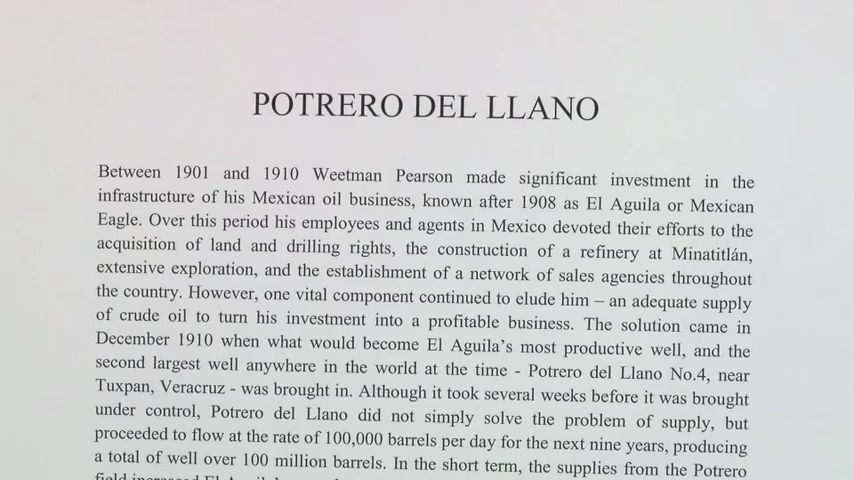 POTRERO DEL LLANO
Between 1901 and 1910 Weetman Pearson made significant investment in the
infrastructure of his Mexican oil business, known after 1908 as El Aguila or Mexican
Eagle. Over this period his employees and agents in Mexico devoted their efforts to the
acquisition of land and drilling rights, the construction of a refinery at Minatitlán,
extensive exploration, and the establishment of a network of sales agencies throughout
the country. However, one vital component continued to elude him – an adequate supply
of crude oil to turn his investment into a profitable business. The solution came in
December 1910 when what would become El Aguila's most productive well, and the
second largest well anywhere in the world at the time - Potrero del Llano No.4, near
Tuxpan, Veracruz - was brought in. Although it took several weeks before it was brought
under control, Potrero del Llano did not simply solve the problem of supply, but
proceeded to flow at the rate of 100,000 barrels per day for the next nine years, producing
a total of well over 100 million barrels. In the short term, the supplies from the Potrero
field increased El Aguila's